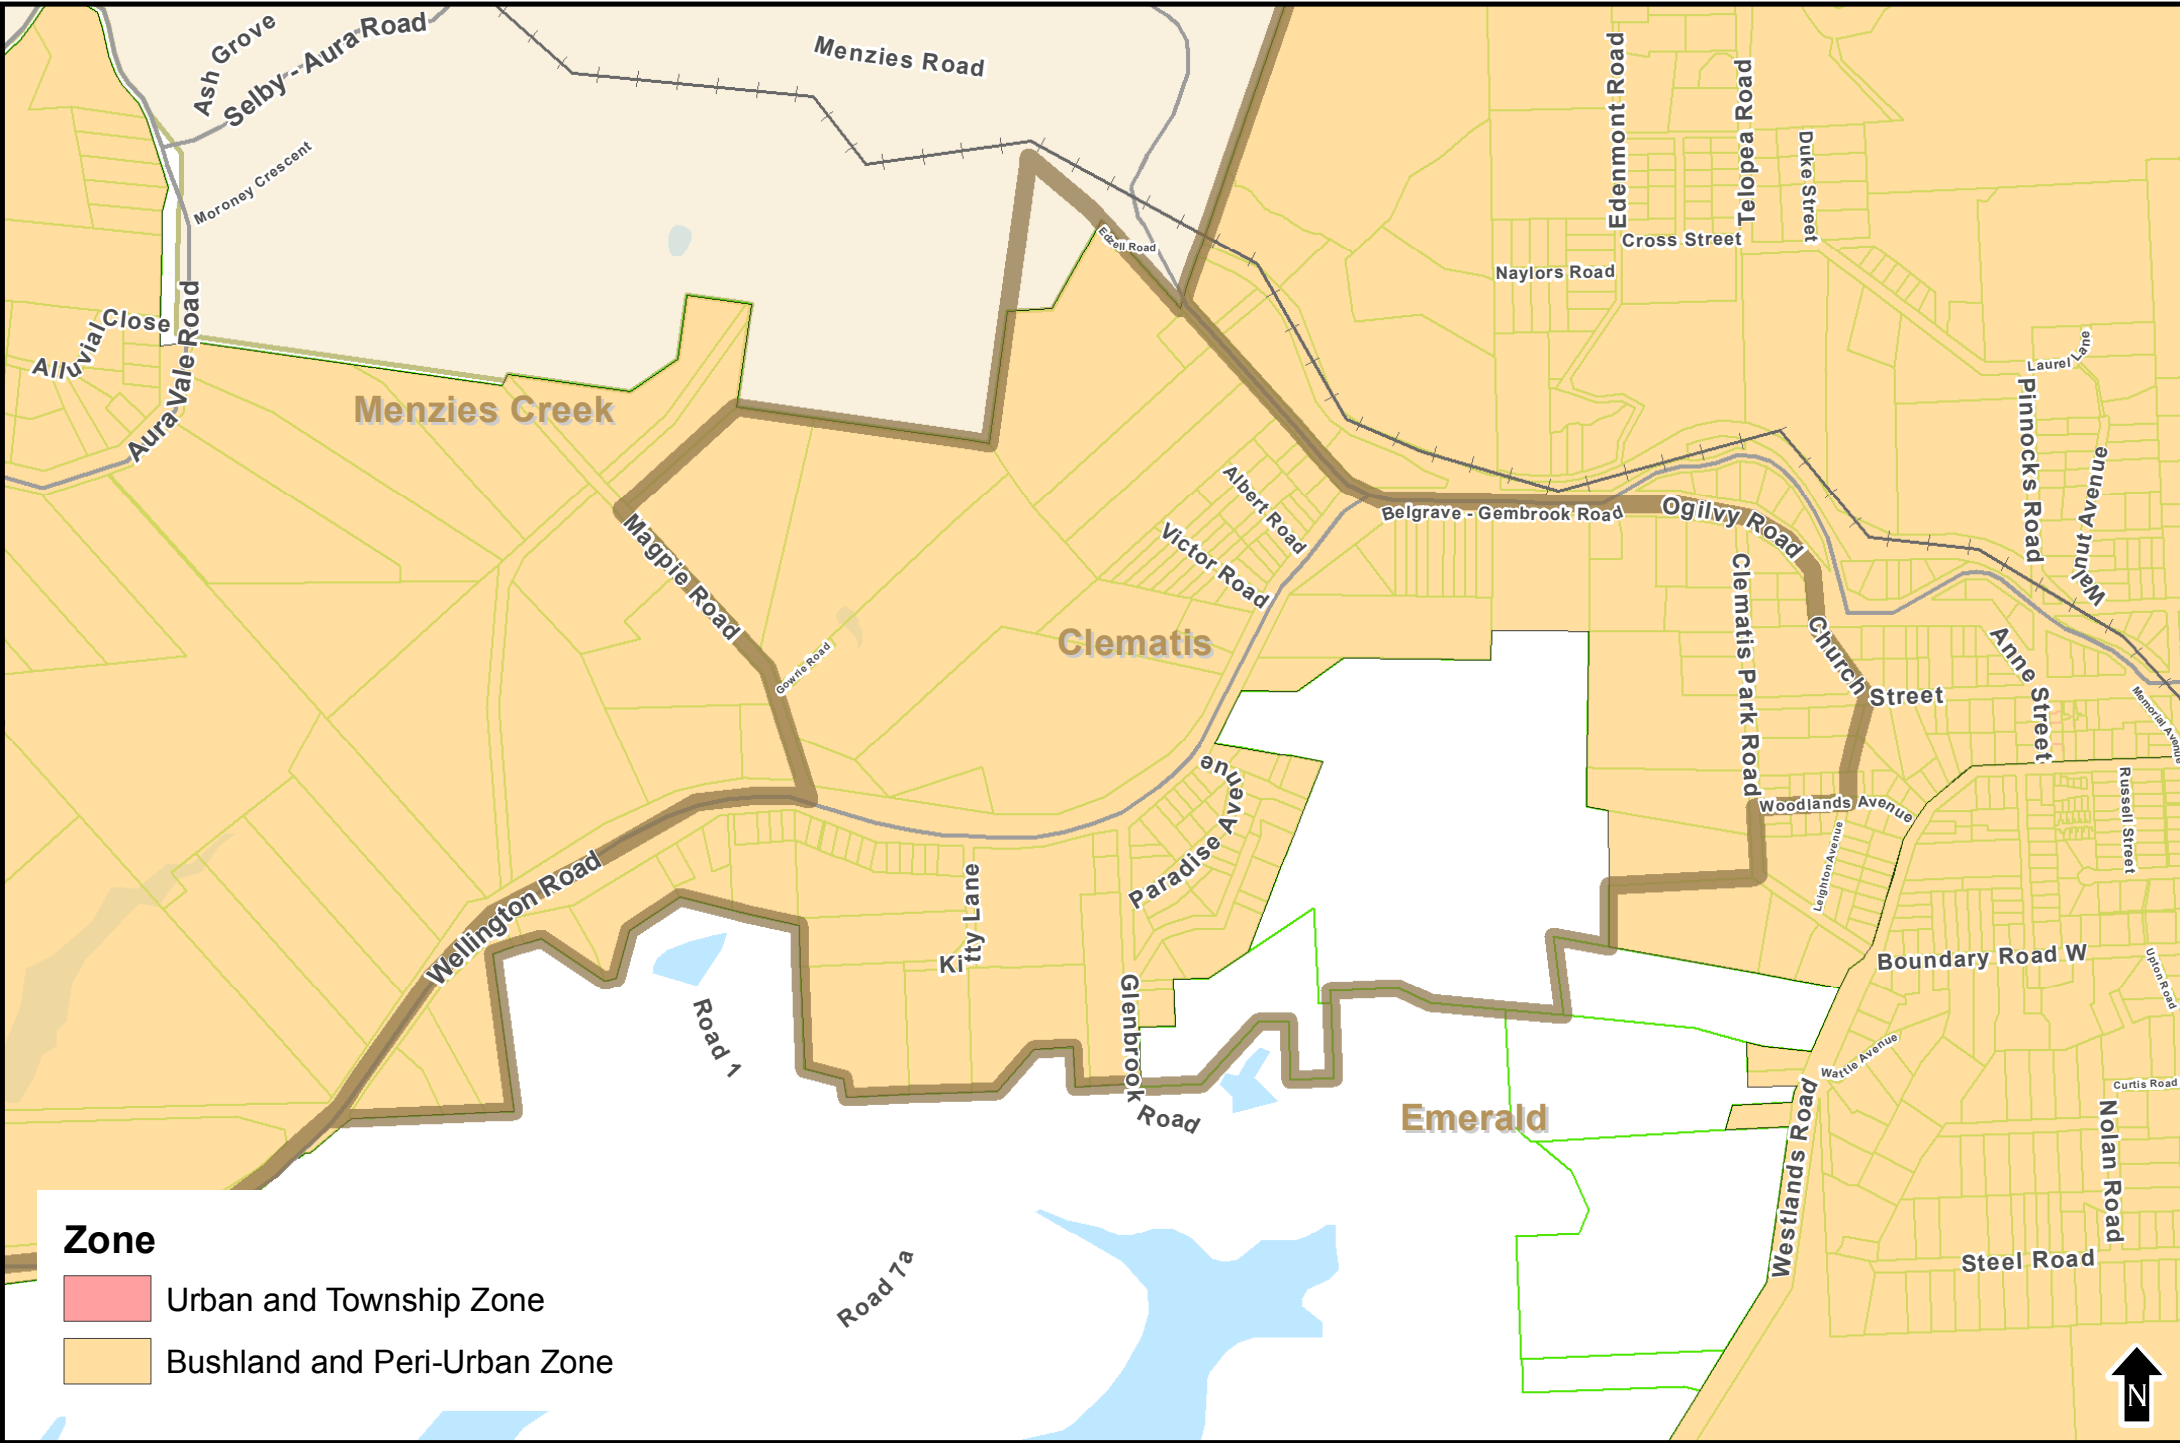 Ash Grove
Selby - Aura Road
Menzies Road
Moroney Crescent
Edenmont Road
Telopea Road
Duke Street
Cross Street
Naylors Road
Edzell Road
Alluvial Close
Aura Vale Road
Menzies Creek
Laurel Lane
Pinnocks Road
Walnut Avenue
Albert Road
Victor Road
Belgrave - Gembrook Road
Ogilvy Road
Magpie Road
Gowrie Road
Clematis
Clematis Park Road
Church Street
Anne Street
Memorial Avenue
Paradise Avenue
Woodlands Avenue
Leighton Avenue
Russell Street
Wellington Road
Kitty Lane
Glenbrook Road
Boundary Road W
Upton Road
Road 1
Emerald
Wattle Avenue
Curtis Road
Westlands Road
Nolan Road
Steel Road
Road 7a
Zone
Urban and Township Zone
Bushland and Peri-Urban Zone
N